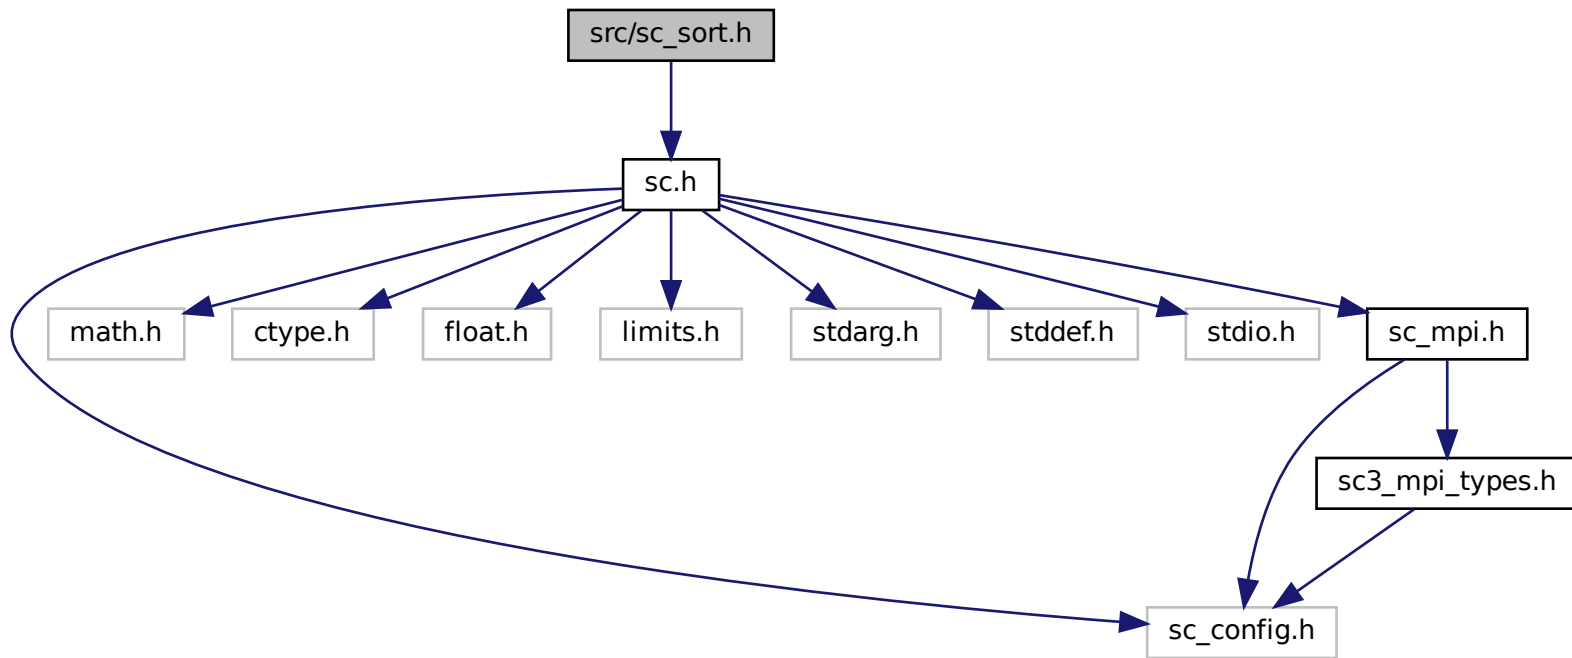 src/sc_sort.h
sc.h
math.h
ctype.h
float.h
limits.h
stdarg.h
stddef.h
stdio.h
sc_mpi.h
sc3_mpi_types.h
sc_config.h